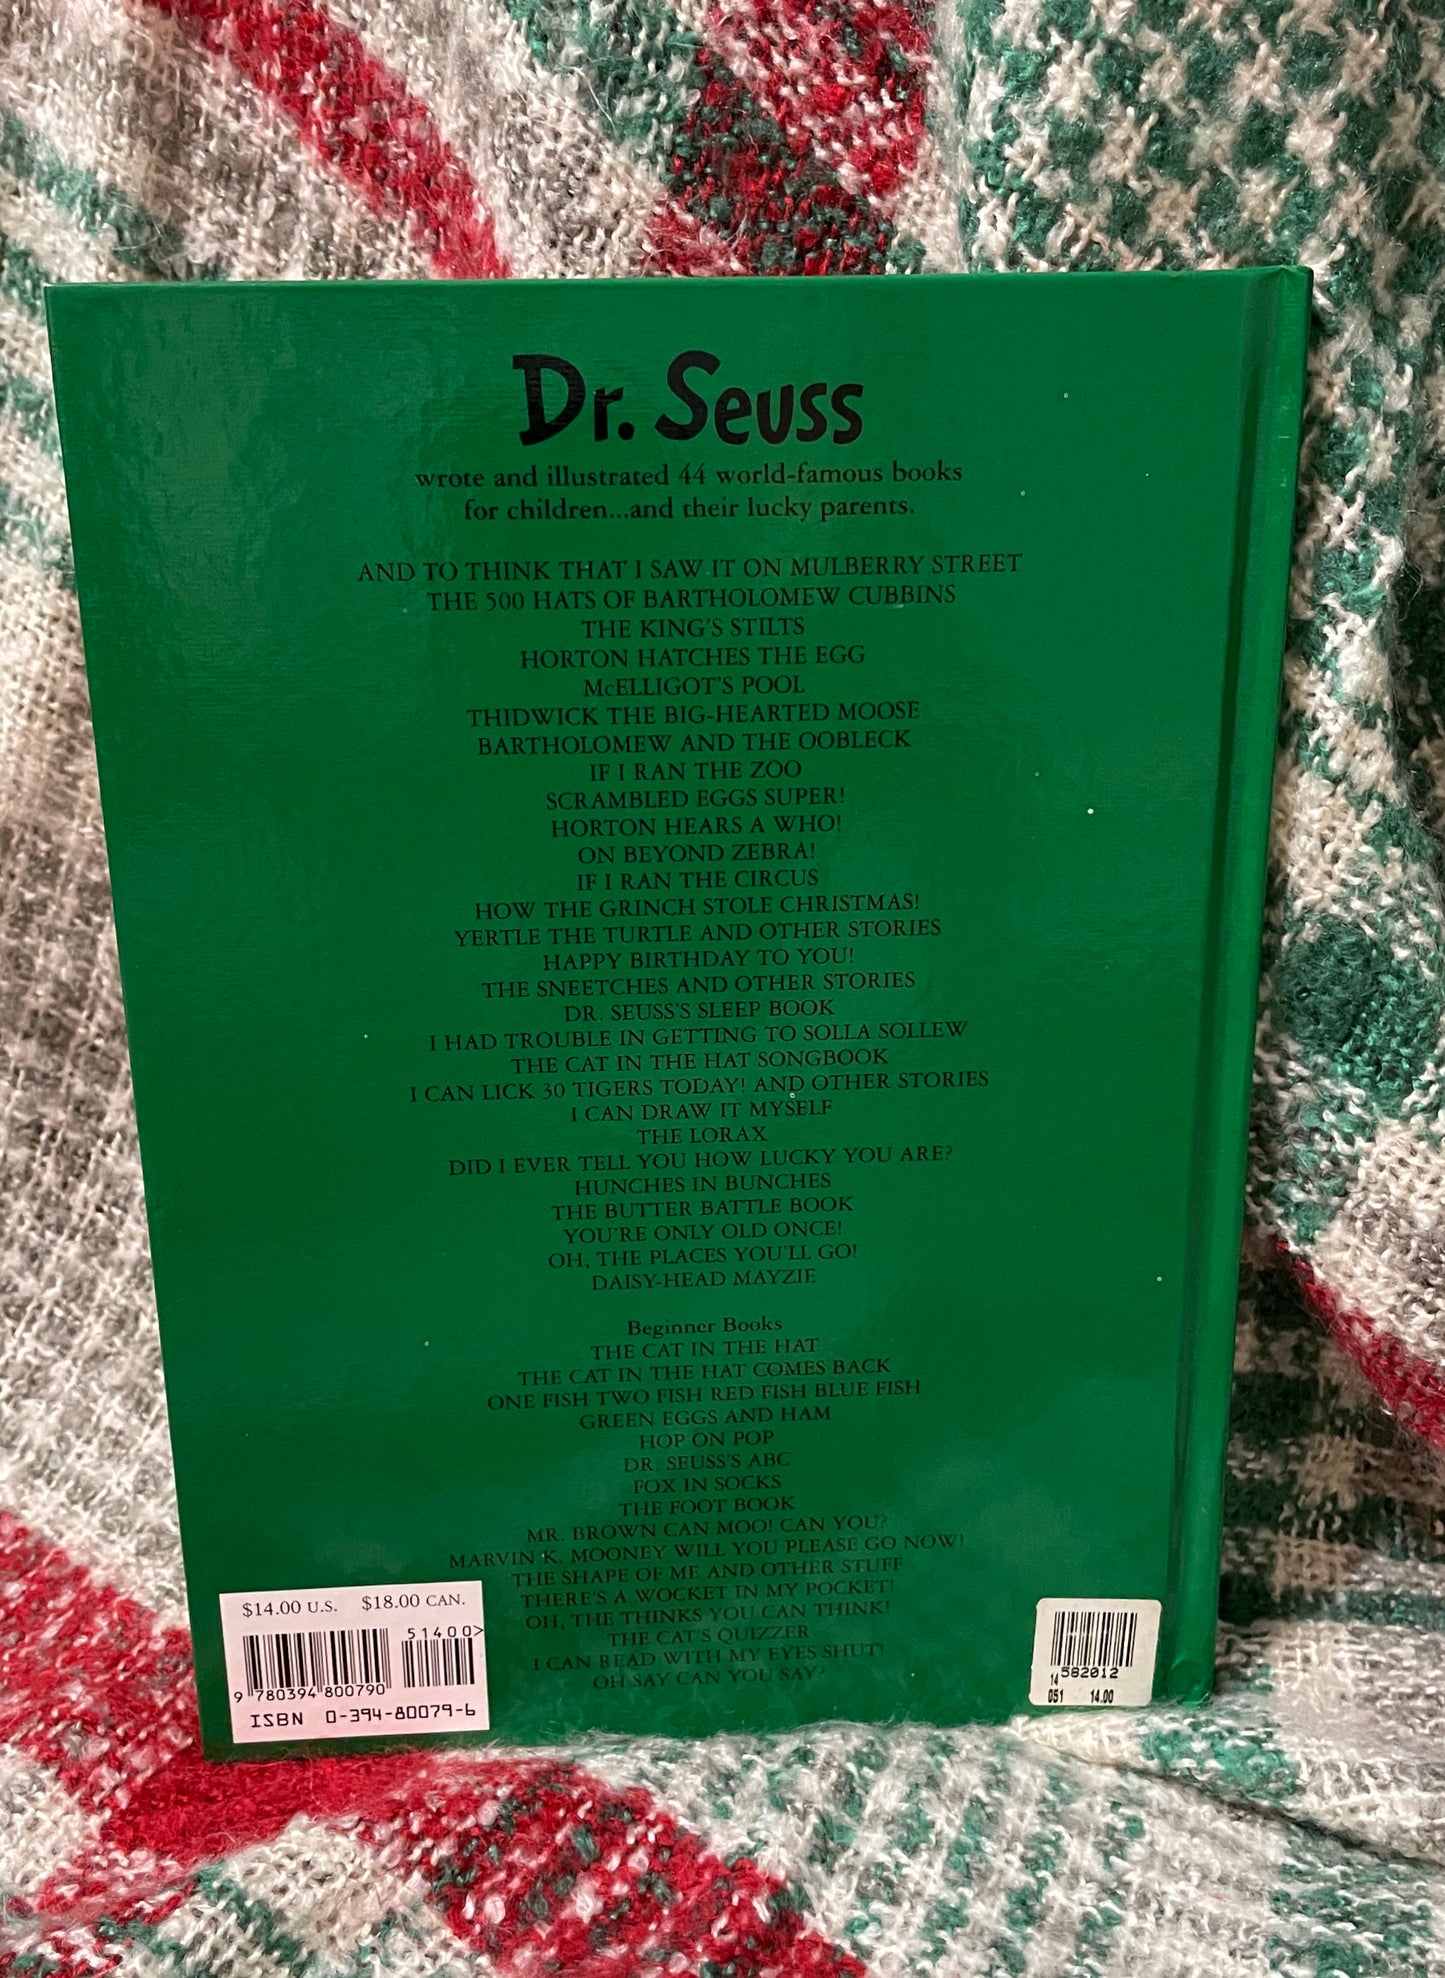 Dr. Seuss
wrote and illustrated 44 world-famous books
for children...and their lucky parents.
AND TO THINK THAT I SAW IT ON MULBERRY STREET
THE 500 HATS OF BARTHOLOMEW CUBBINS
THE KING'S STILTS
HORTON HATCHES THE EGG
McELLIGOT'S POOL
THIDWICK THE BIG-HEARTED MOOSE
BARTHOLOMEW AND THE OOBLECK
IF I RAN THE ZOO
SCRAMBLED EGGS SUPER!
HORTON HEARS A WHO!
ON BEYOND ZEBRA!
IF I RAN THE CIRCUS
HOW THE GRINCH STOLE CHRISTMAS!
YERTLE THE TURTLE AND OTHER STORIES
HAPPY BIRTHDAY TO YOU!
THE SNEETCHES AND OTHER STORIES
DR. SEUSS'S SLEEP BOOK
I HAD TROUBLE IN GETTING TO SOLLA SOLLEW
THE CAT IN THE HAT SONGBOOK
I CAN LICK 30 TIGERS TODAY! AND OTHER STORIES
I CAN DRAW IT MYSELF
THE LORAX
DID I EVER TELL YOU HOW LUCKY YOU ARE?
HUNCHES IN BUNCHES
THE BUTTER BATTLE BOOK
YOU'RE ONLY OLD ONCE!
OH, THE PLACES YOU'LL GO!
DAISY-HEAD MAYZIE
Beginner Books
THE CAT IN THE HAT
THE CAT IN THE HAT COMES BACK
ONE FISH TWO FISH RED FISH BLUE FISH
GREEN EGGS AND HAM
HOP ON POP
DR. SEUSS'S ABC
FOX IN SOCKS
THE FOOT BOOK
MR. BROWN CAN MOO! CAN YOU?
MARVIN K. MOONEY WILL YOU PLEASE GO NOW!
THE SHAPE OF ME AND OTHER STUFF
THERE'S A WOCKET IN MY POCKET!
OH, THE THINKS YOU CAN THINK!
THE CAT'S QUIZZER
I CAN READ WITH MY EYES SHUT!
OH SAY CAN YOU SAY?
$14.00 U.S. $18.00 CAN.
51400>
9 780394 800790
ISBN 0-394-80079-6
582012
14
051 14.00